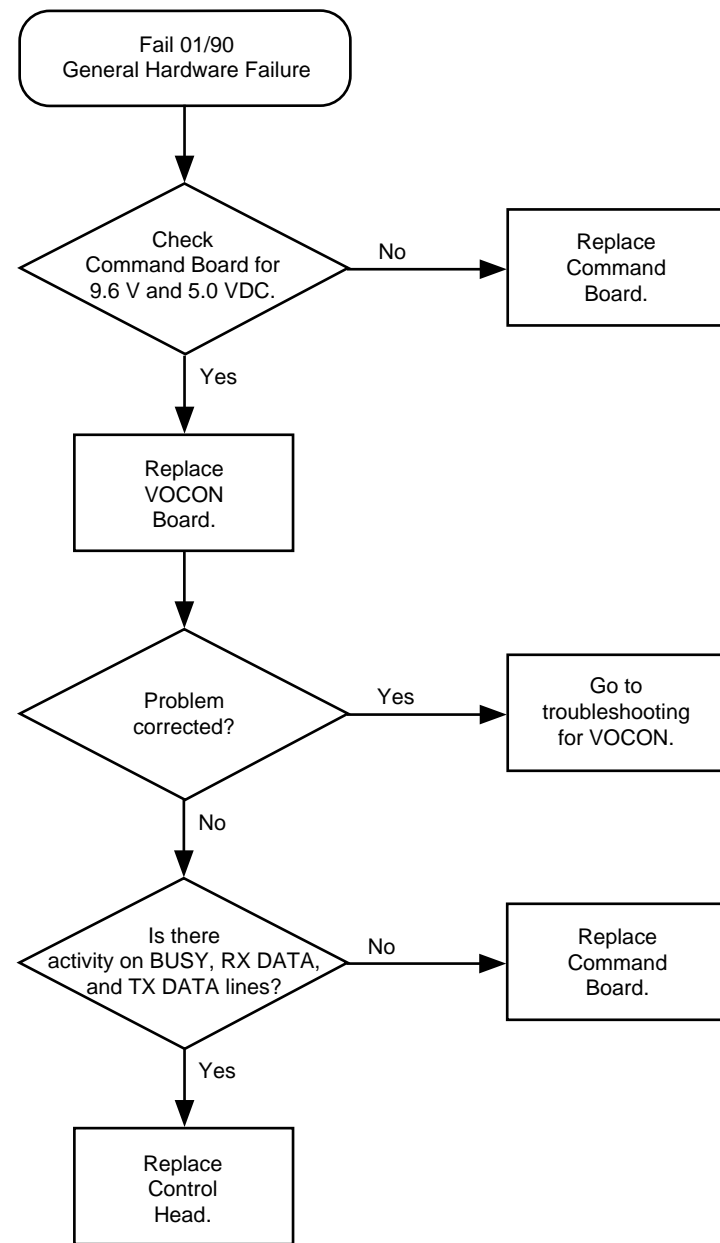 Fail 01/90
General Hardware Failure
Check
Command Board for
9.6 V and 5.0 VDC.
No
Replace
Command
Board.
Yes
Replace
VOCON
Board.
Problem
corrected?
Yes
Go to
troubleshooting
for VOCON.
No
Is there
activity on BUSY, RX DATA,
and TX DATA lines?
No
Replace
Command
Board.
Yes
Replace
Control
Head.